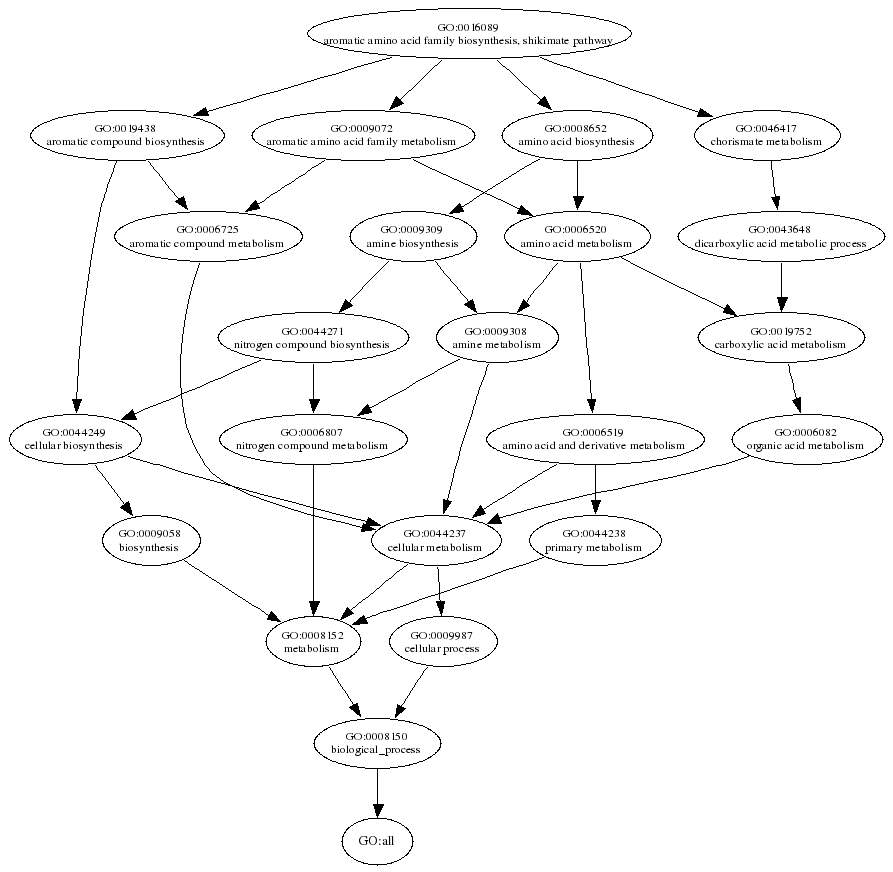 GO:0016089
aromatic amino acid family biosynthesis, shikimate pathway
GO:0019438
aromatic compound biosynthesis
GO:0009072
aromatic amino acid family metabolism
GO:0008652
amino acid biosynthesis
GO:0046417
chorismate metabolism
GO:0006725
aromatic compound metabolism
GO:0009309
amine biosynthesis
GO:0006520
amino acid metabolism
GO:0043648
dicarboxylic acid metabolic process
GO:0044271
nitrogen compound biosynthesis
GO:0009308
amine metabolism
GO:0019752
carboxylic acid metabolism
GO:0044249
cellular biosynthesis
GO:0006807
nitrogen compound metabolism
GO:0006519
amino acid and derivative metabolism
GO:0006082
organic acid metabolism
GO:0009058
biosynthesis
GO:0044237
cellular metabolism
GO:0044238
primary metabolism
GO:0008152
metabolism
GO:0009987
cellular process
GO:0008150
biological_process
GO:all